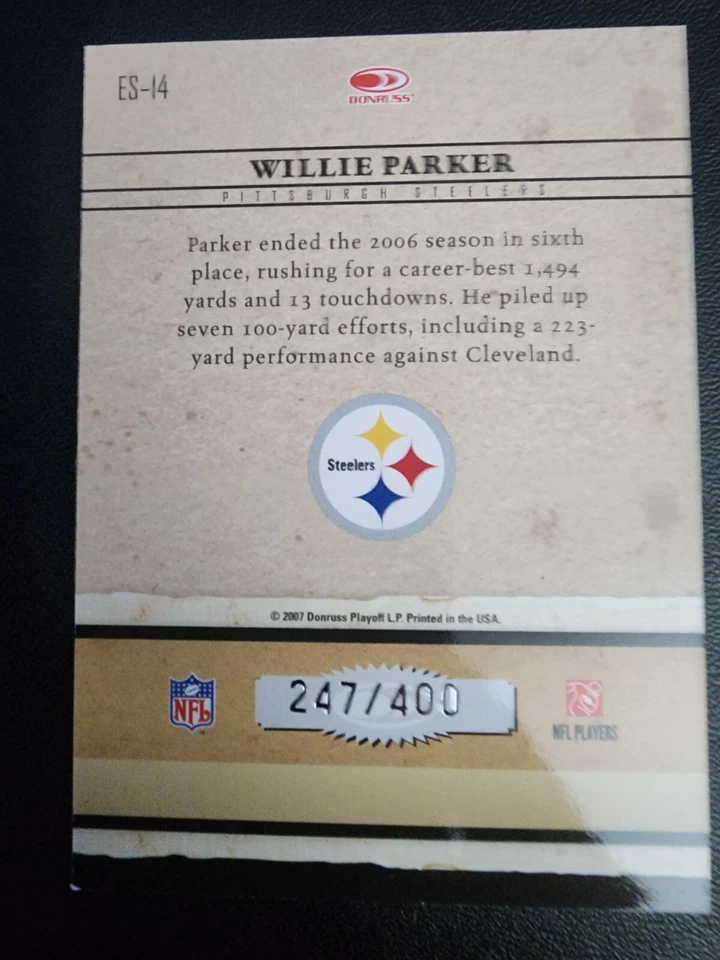 ES-14
DONRUSS
WILLIE PARKER
PITTSBURGH STEELERS
Parker ended the 2006 season in sixth
place, rushing for a career-best 1,494
yards and 13 touchdowns. He piled up
seven 100-yard efforts, including a 223-
yard performance against Cleveland.
Steelers
© 2007 Donruss Playoff L.P. Printed in the USA.
NFL
247/400
NFL PLAYERS